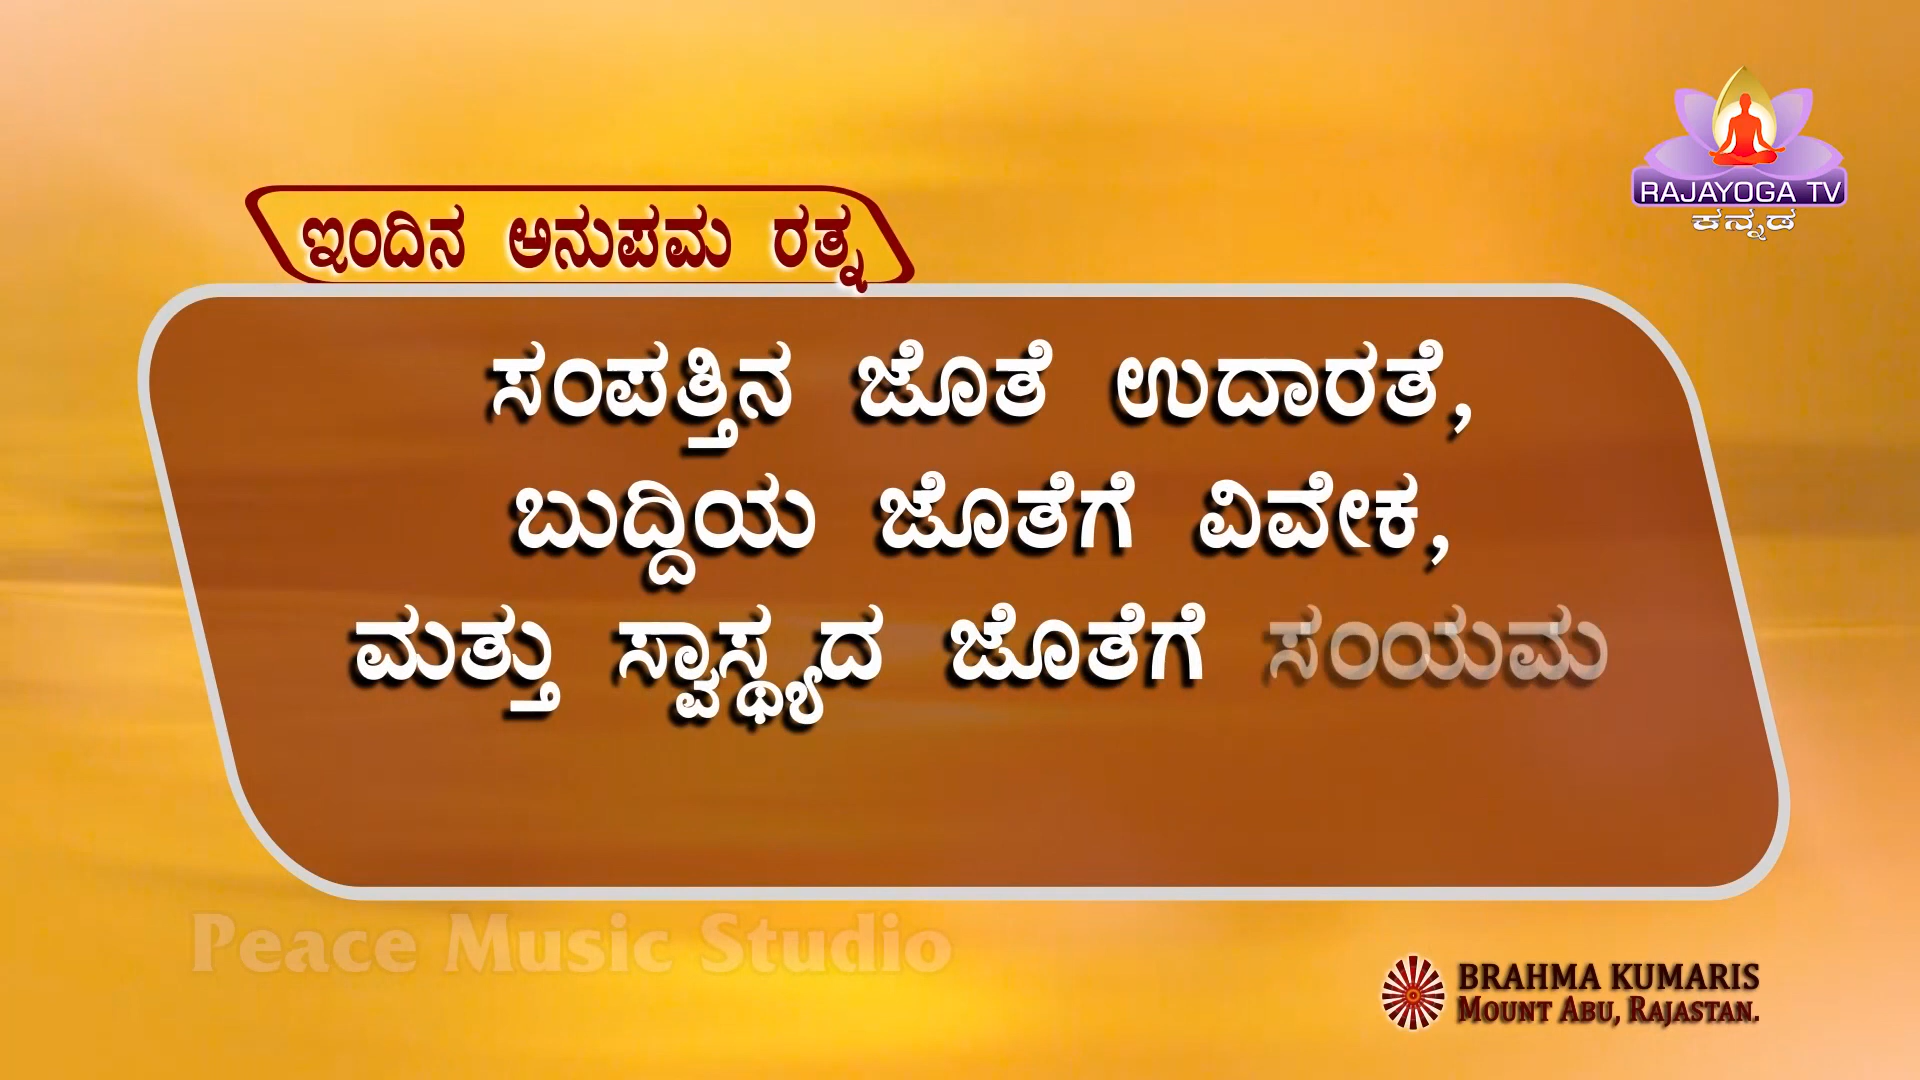 RAJAYOGA TV
ಕನ್ನಡ
ಇಂದಿನ ಅನುಪಮ ರತ್ನ
ಸಂಪತ್ತಿನ ಜೊತೆ ಉದಾರತೆ,
ಬುದ್ದಿಯ ಜೊತೆಗೆ ವಿವೇಕ,
ಮತ್ತು ಸ್ವಾಸ್ಥ್ಯದ ಜೊತೆಗೆ ಸಂಯಮ
Peace Music Studio
BRAHMA KUMARIS
MOUNT ABU, RAJASTAN.